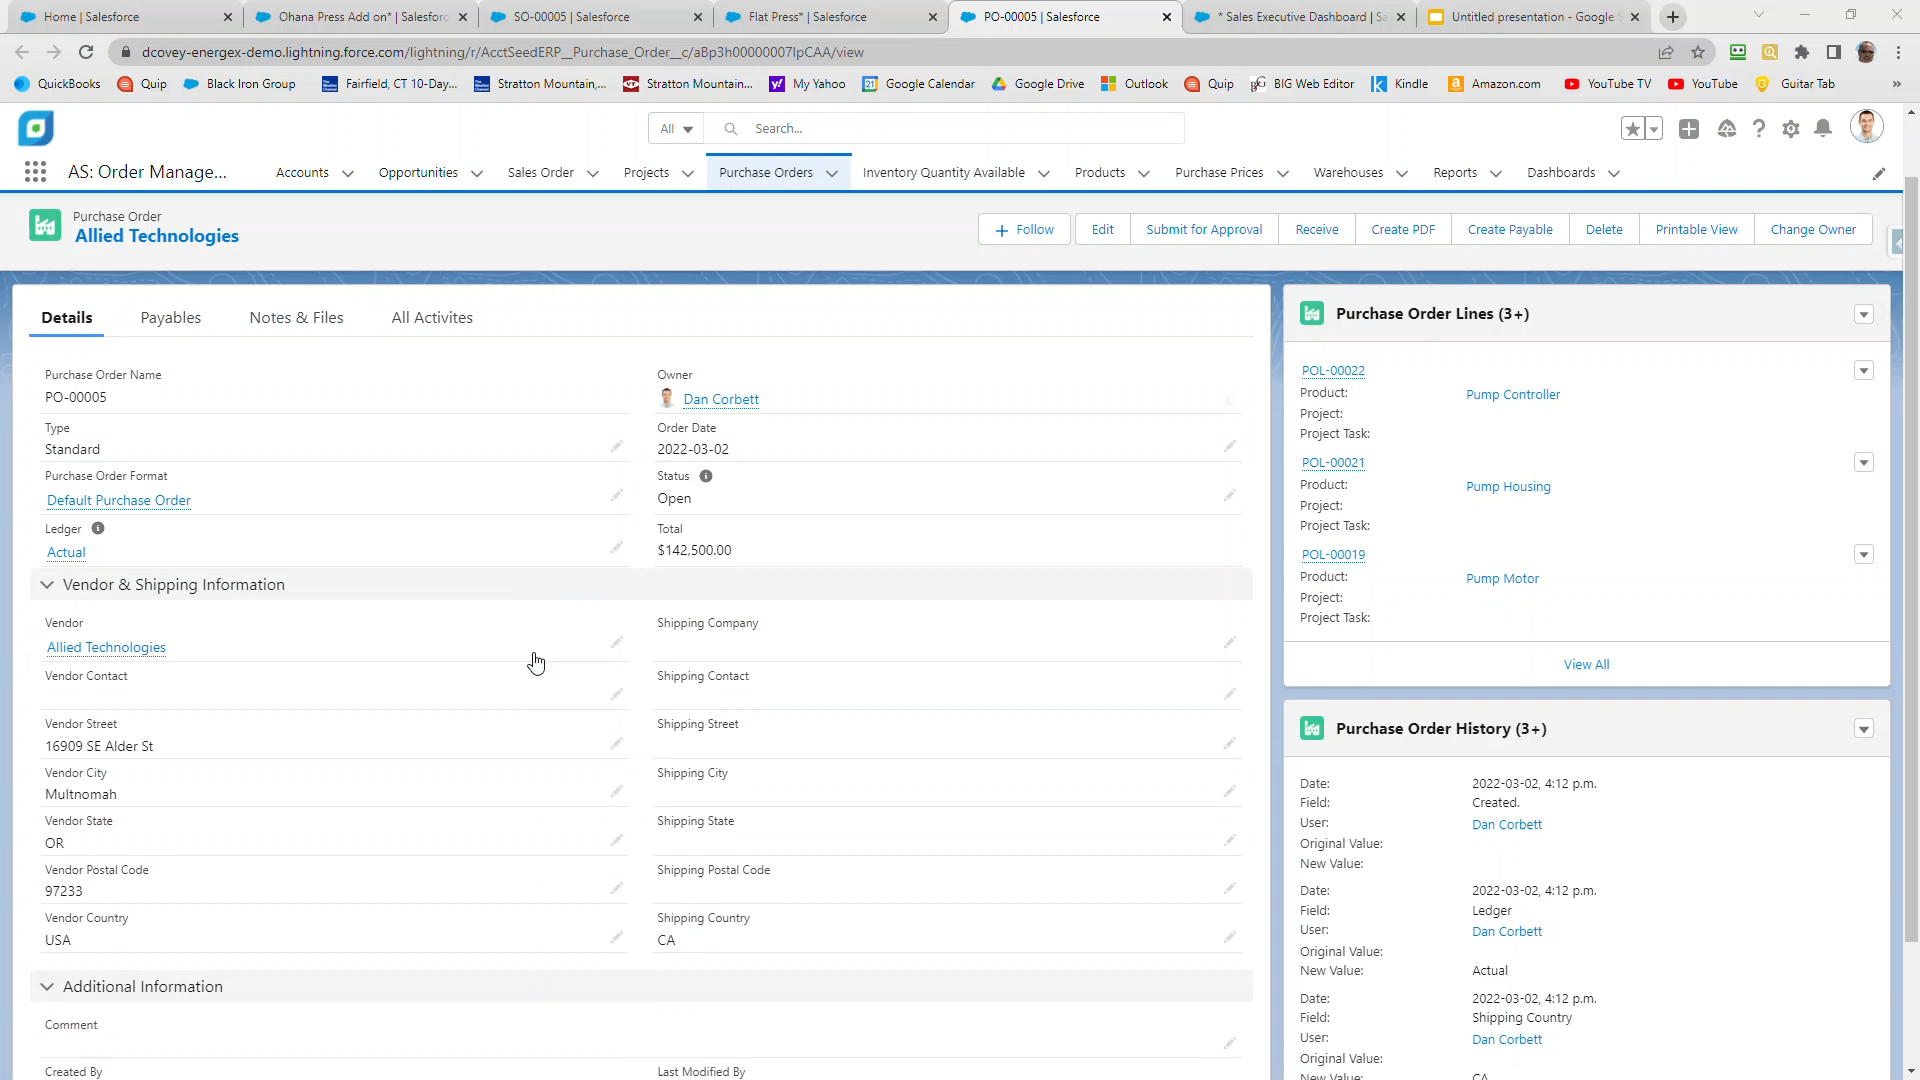 Home | Salesforce
Ohana Press Add on* | Salesforc
SO-00005 | Salesforce
Flat Press* | Salesforce
PO-00005 | Salesforce
* Sales Executive Dashboard | Sa
Untitled presentation - Google S
dcovey-energex-demo.lightning.force.com/lightning/r/AcctSeedERP__Purchase_Order__c/aBp3h00000007IpCAA/view
QuickBooks
Quip
Black Iron Group
Fairfield, CT 10-Day...
Stratton Mountain,...
Stratton Mountain...
My Yahoo
Google Calendar
Google Drive
Outlook
Quip
BIG Web Editor
Kindle
Amazon.com
YouTube TV
YouTube
Guitar Tab
»
All
Search...
AS: Order Manage...
Accounts
Opportunities
Sales Order
Projects
Purchase Orders
Inventory Quantity Available
Products
Purchase Prices
Warehouses
Reports
Dashboards
Purchase Order
Allied Technologies
+ Follow
Edit
Submit for Approval
Receive
Create PDF
Create Payable
Delete
Printable View
Change Owner
Details
Payables
Notes & Files
All Activites
Purchase Order Name
PO-00005
Owner
Dan Corbett
Type
Standard
Order Date
2022-03-02
Purchase Order Format
Default Purchase Order
Status
Open
Ledger
Actual
Total
$142,500.00
Vendor & Shipping Information
Vendor
Allied Technologies
Shipping Company
Vendor Contact
Shipping Contact
Vendor Street
16909 SE Alder St
Shipping Street
Vendor City
Multnomah
Shipping City
Vendor State
OR
Shipping State
Vendor Postal Code
97233
Shipping Postal Code
Vendor Country
USA
Shipping Country
CA
Additional Information
Comment
Created By
Last Modified By
Purchase Order Lines (3+)
POL-00022
Product:
Pump Controller
Project:
Project Task:
POL-00021
Product:
Pump Housing
Project:
Project Task:
POL-00019
Product:
Pump Motor
Project:
Project Task:
View All
Purchase Order History (3+)
Date:
2022-03-02, 4:12 p.m.
Field:
Created.
User:
Dan Corbett
Original Value:
New Value:
Date:
2022-03-02, 4:12 p.m.
Field:
Ledger
User:
Dan Corbett
Original Value:
New Value:
Actual
Date:
2022-03-02, 4:12 p.m.
Field:
Shipping Country
User:
Dan Corbett
Original Value:
New Value:
CA